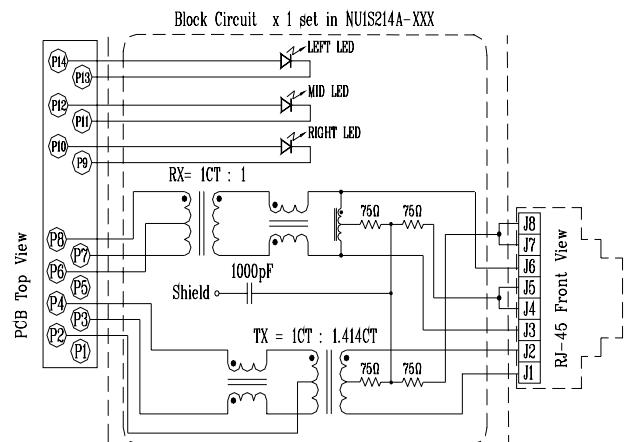 Block Circuit x 1 set in NU1S214A-XXX
P14
LEFT LED
P13
P12
MID LED
P11
P10
RIGHT LED
P9
RX= 1CT : 1
75Ω 75Ω
P8
P7
P6
P5
P4
P3
P2
P1
PCB Top View
1000pF
Shield
TX = 1CT : 1.414CT
75Ω 75Ω
J8
J7
J6
J5
J4
J3
J2
J1
RJ-45 Front View